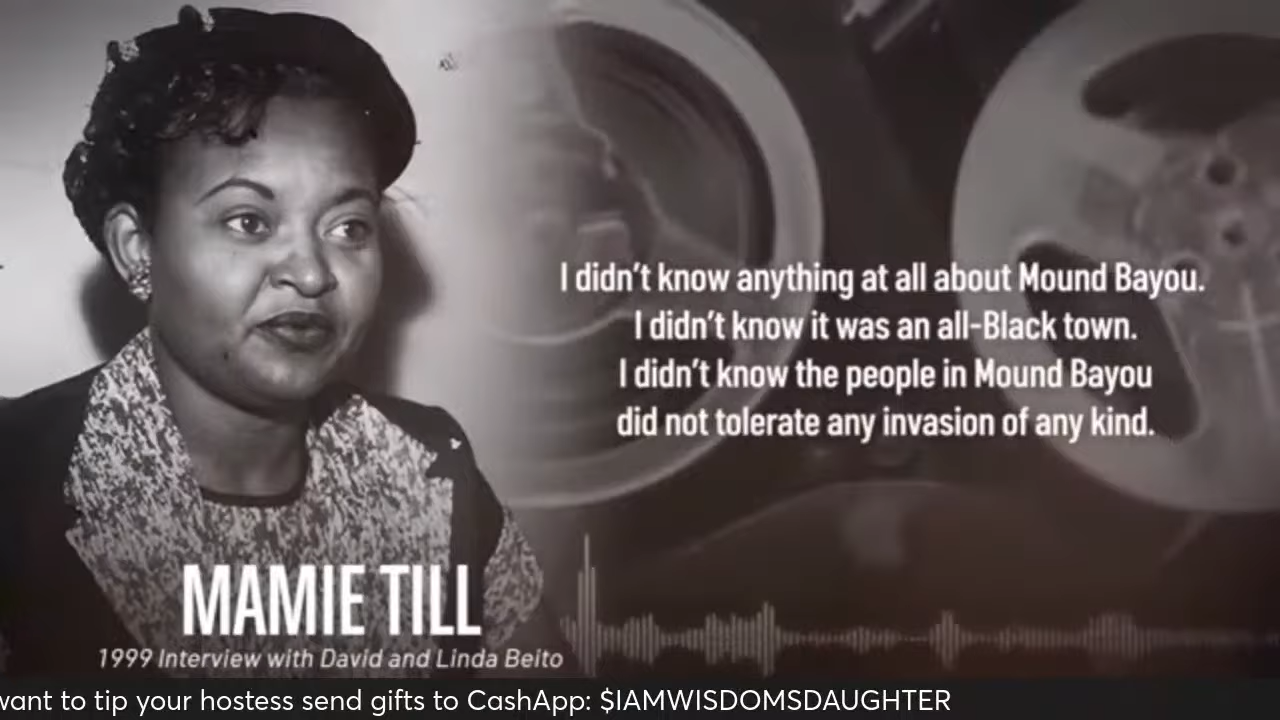 I didn't know anything at all about Mound Bayou.
I didn't know it was an all-Black town.
I didn't know the people in Mound Bayou
did not tolerate any invasion of any kind.
MAMIE TILL
1999 Interview with David and Linda Beito
want to tip your hostess send gifts to CashApp: $IAMWISDOMSDAUGHTER